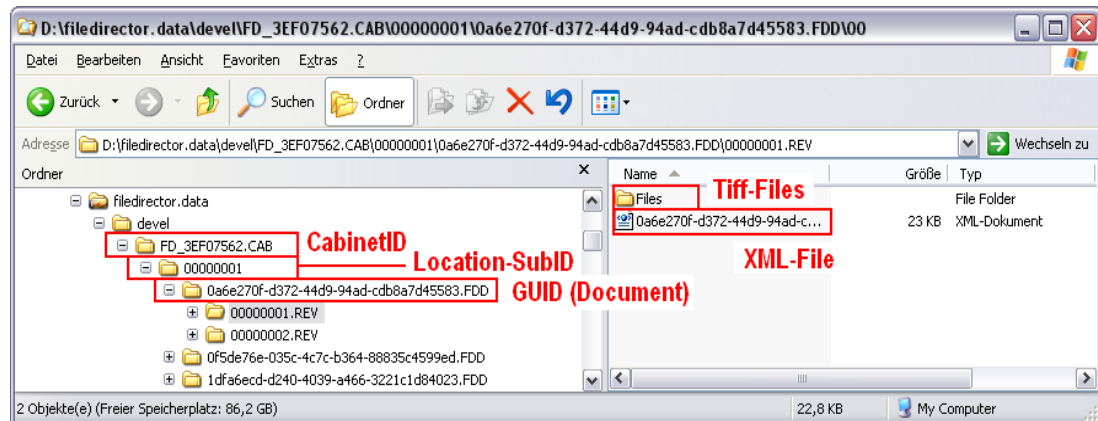 D:\filedirector.data\devel\FD_3EF07562.CAB\00000001\0a6e270f-d372-44d9-94ad-cdb8a7d45583.FDD\00
Datei Bearbeiten Ansicht Favoriten Extras ?
Zurück Suchen Ordner
Adresse D:\filedirector.data\devel\FD_3EF07562.CAB\00000001\0a6e270f-d372-44d9-94ad-cdb8a7d45583.FDD\00000001.REV Wechseln zu
Ordner x Name Größe Typ
filedirector.data Files Tiff-Files File Folder
devel 0a6e270f-d372-44d9-94ad-c... 23 KB XML-Dokument
FD_3EF07562.CAB CabinetID XML-File
00000001 Location-SubID
0a6e270f-d372-44d9-94ad-cdb8a7d45583.FDD GUID (Document)
00000001.REV
00000002.REV
0f5de76e-035c-4c7c-b364-88835c4599ed.FDD
1dfa6ecd-d240-4039-a466-3221c1d84023.FDD
2 Objekte(e) (Freier Speicherplatz: 86,2 GB) 22,8 KB My Computer